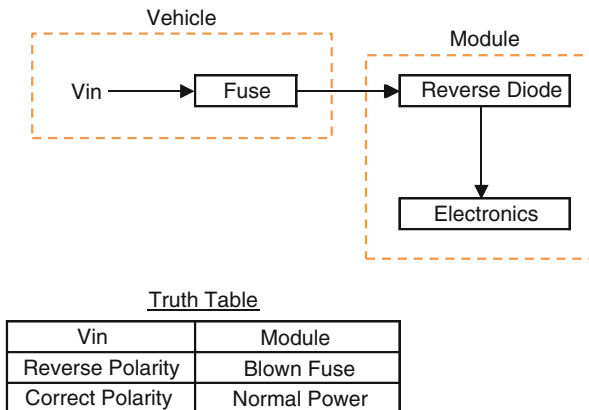 Vehicle
Module
Vin
Fuse
Reverse Diode
Electronics
Truth Table
Vin Module
Reverse Polarity Blown Fuse
Correct Polarity Normal Power